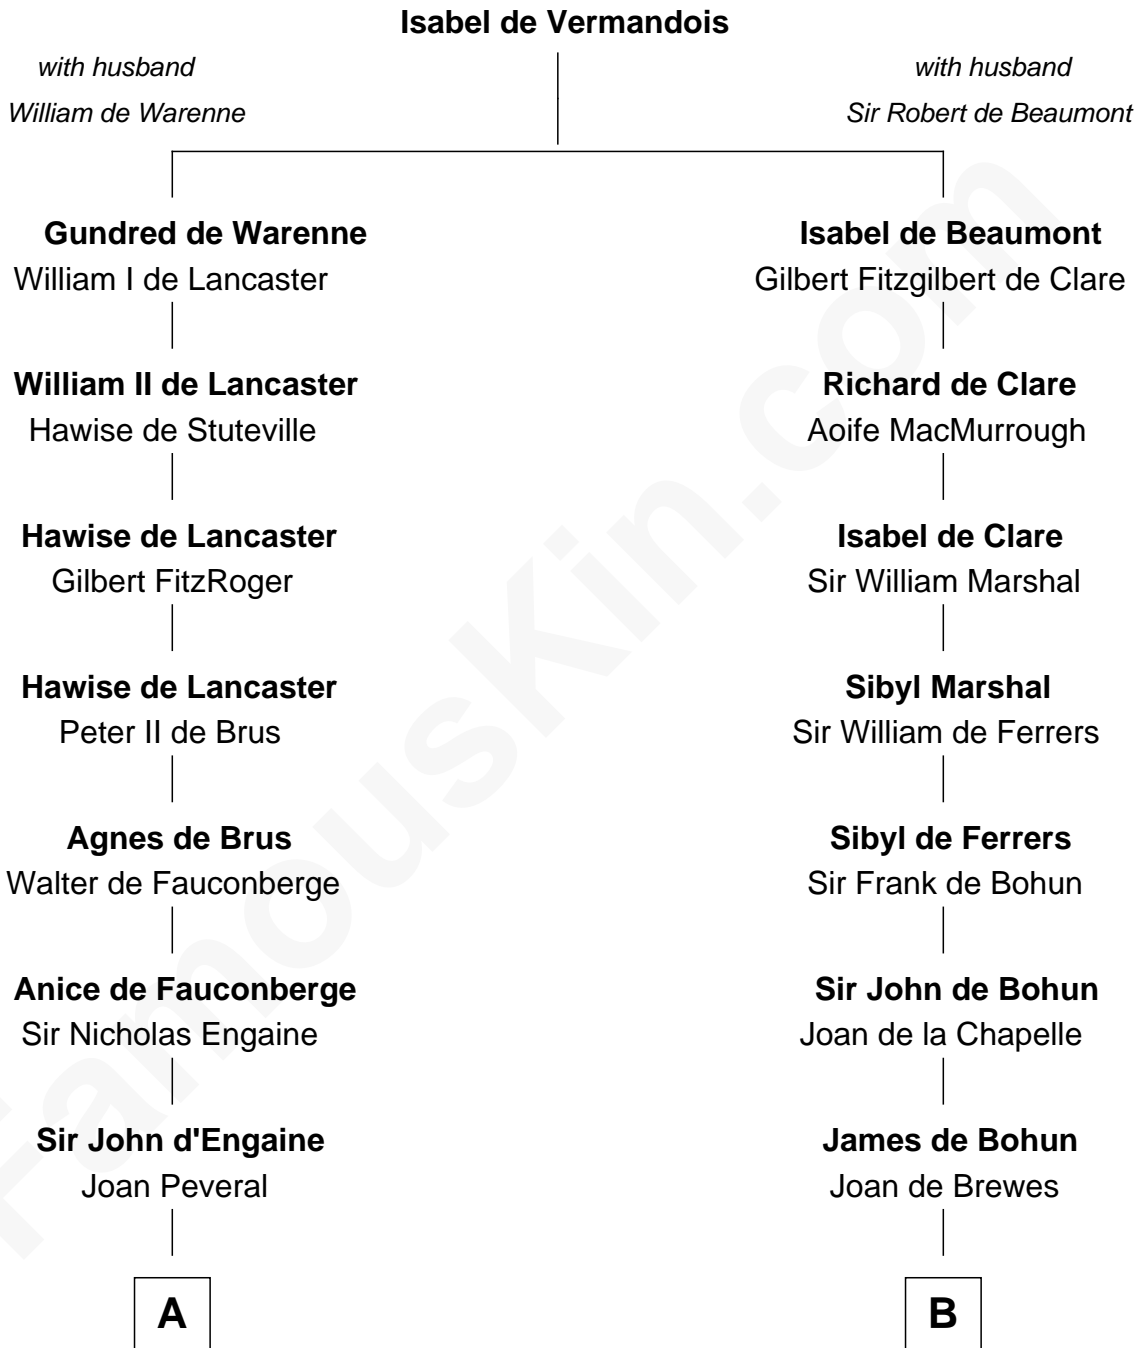 Isabel de Vermandois
with husband
William de Warenne
with husband
Sir Robert de Beaumont
Gundred de Warenne
William I de Lancaster
William II de Lancaster
Hawise de Stuteville
Hawise de Lancaster
Gilbert FitzRoger
Hawise de Lancaster
Peter II de Brus
Agnes de Brus
Walter de Fauconberge
Anice de Fauconberge
Sir Nicholas Engaine
Sir John d'Engaine
Joan Peveral
A
Isabel de Beaumont
Gilbert Fitzgilbert de Clare
Richard de Clare
Aoife MacMurrough
Isabel de Clare
Sir William Marshal
Sibyl Marshal
Sir William de Ferrers
Sibyl de Ferrers
Sir Frank de Bohun
Sir John de Bohun
Joan de la Chapelle
James de Bohun
Joan de Brewes
B
FamousKin.com